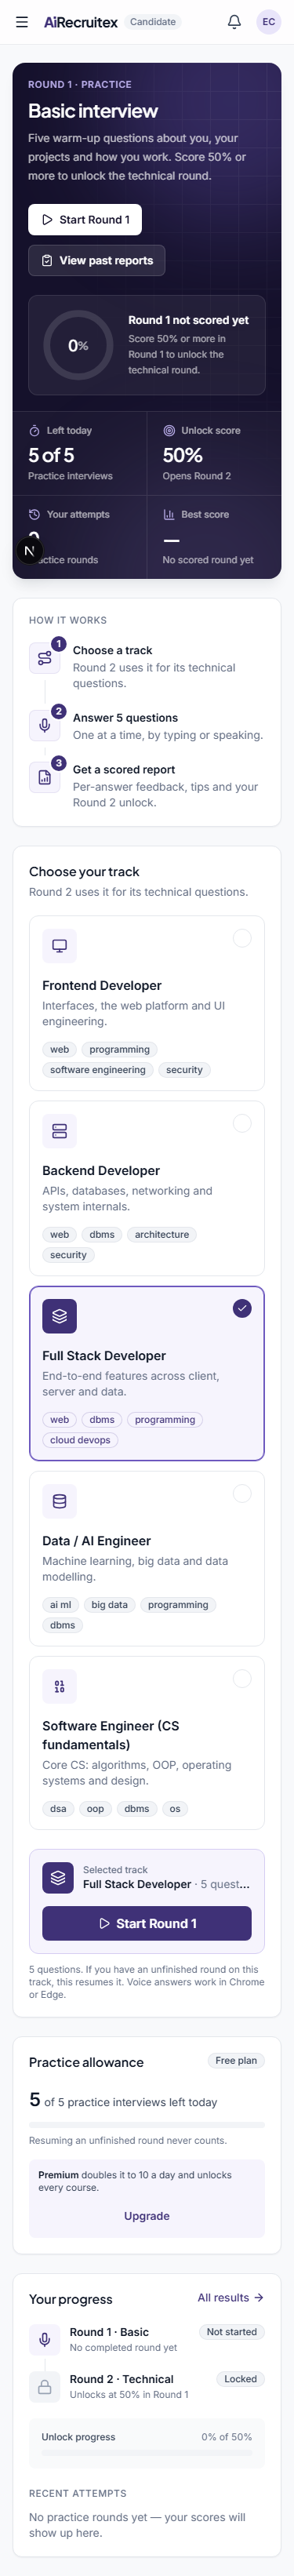 AiRecruitex Candidate EC
ROUND 1 · PRACTICE
Basic interview
Five warm-up questions about you, your
projects and how you work. Score 50% or
more to unlock the technical round.
Start Round 1
View past reports
0%
Round 1 not scored yet
Score 50% or more in
Round 1 to unlock the
technical round.
Left today
5 of 5
Practice interviews
Unlock score
50%
Opens Round 2
Your attempts
N
rounds
Best score
—
No scored round yet
HOW IT WORKS
1
Choose a track
Round 2 uses it for its technical
questions.
2
Answer 5 questions
One at a time, by typing or speaking.
3
Get a scored report
Per-answer feedback, tips and your
Round 2 unlock.
Choose your track
Round 2 uses it for its technical questions.
Frontend Developer
Interfaces, the web platform and UI
engineering.
web programming
software engineering security
Backend Developer
APIs, databases, networking and
system internals.
web dbms architecture
security
Full Stack Developer
End-to-end features across client,
server and data.
web dbms programming
cloud devops
Data / AI Engineer
Machine learning, big data and data
modelling.
ai ml big data programming
dbms
01
10
Software Engineer (CS
fundamentals)
Core CS: algorithms, OOP, operating
systems and design.
dsa oop dbms os
Selected track
Full Stack Developer · 5 quest...
Start Round 1
5 questions. If you have an unfinished round on this
track, this resumes it. Voice answers work in Chrome
or Edge.
Practice allowance Free plan
5 of 5 practice interviews left today
Resuming an unfinished round never counts.
Premium doubles it to 10 a day and unlocks
every course.
Upgrade
Your progress All results →
Round 1 · Basic Not started
No completed round yet
Round 2 · Technical Locked
Unlocks at 50% in Round 1
Unlock progress 0% of 50%
RECENT ATTEMPTS
No practice rounds yet — your scores will
show up here.